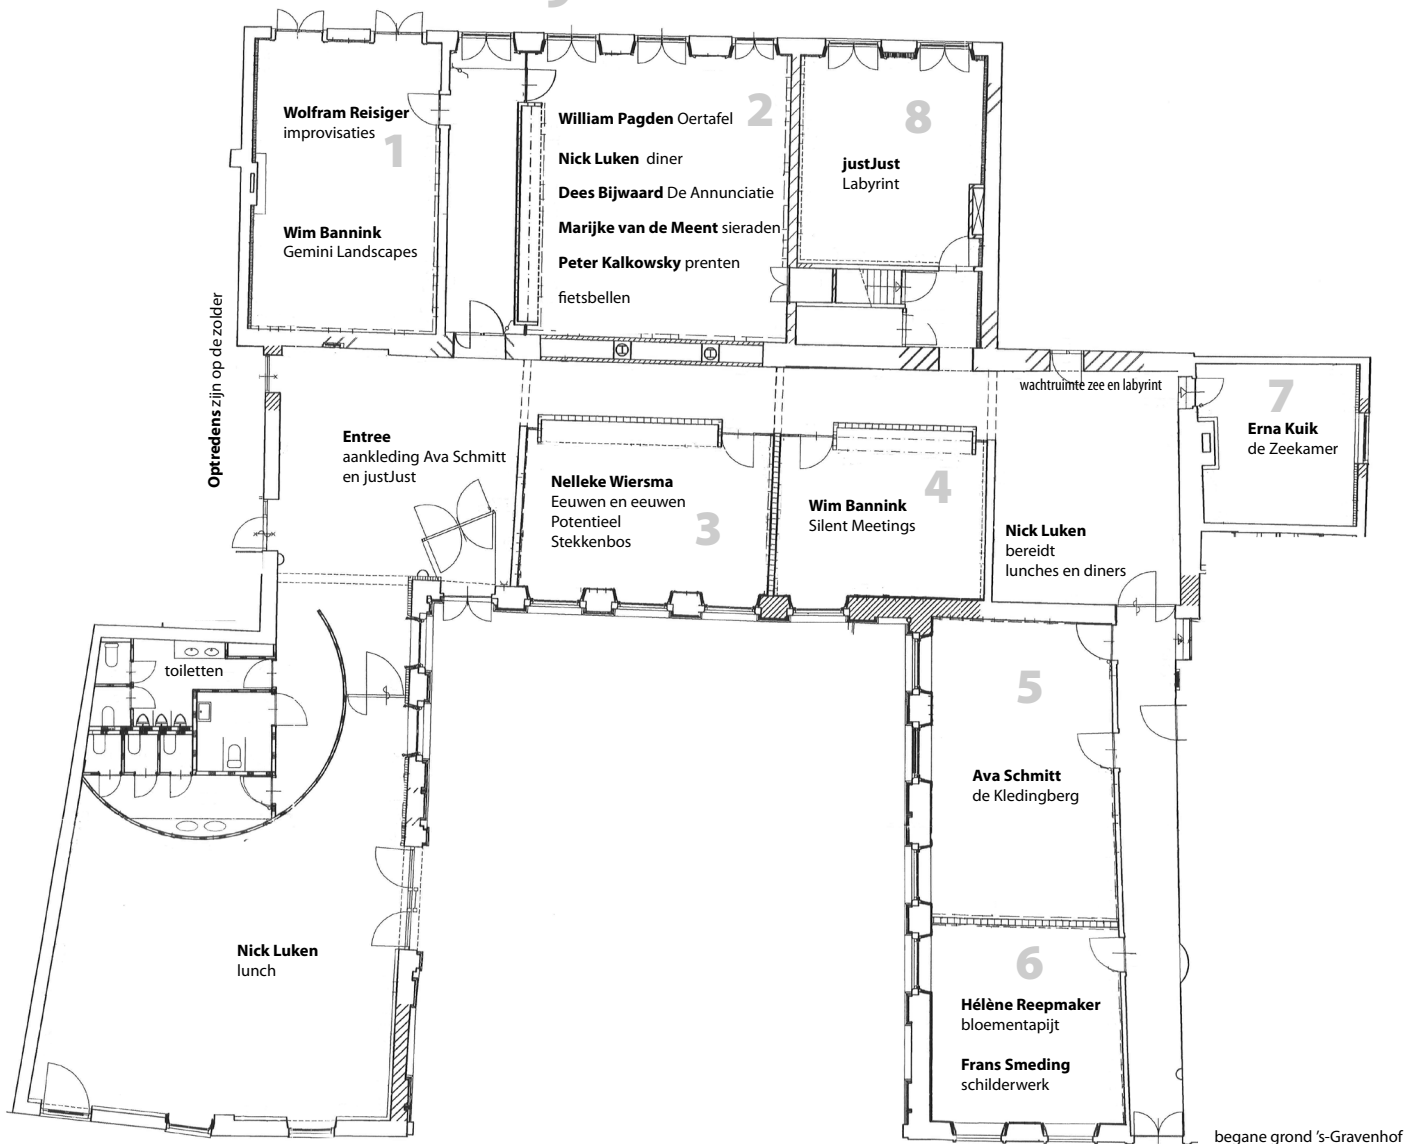 Wolfram Reisiger
improvisaties
1
Wim Bannink
Gemini Landscapes
2
William Pagden Oertafel
Nick Luken diner
Dees Bijwaard De Annunciatie
Marijke van de Meent sieraden
Peter Kalkowsky prenten
fietsbellen
8
justJust
Labyrint
Optredens zijn op de zolder
Entree
aankleding Ava Schmitt
en justJust
wachtruimte zee en labyrint
7
Erna Kuik
de Zeekamer
Nelleke Wiersma
Eeuwen en eeuwen
Potentieel
Stekkenbos
3
4
Wim Bannink
Silent Meetings
Nick Luken
bereidt
lunches en diners
toiletten
5
Ava Schmitt
de Kledingberg
Nick Luken
lunch
6
Hélène Reepmaker
bloementapijt
Frans Smeding
schilderwerk
begane grond 's-Gravenhof